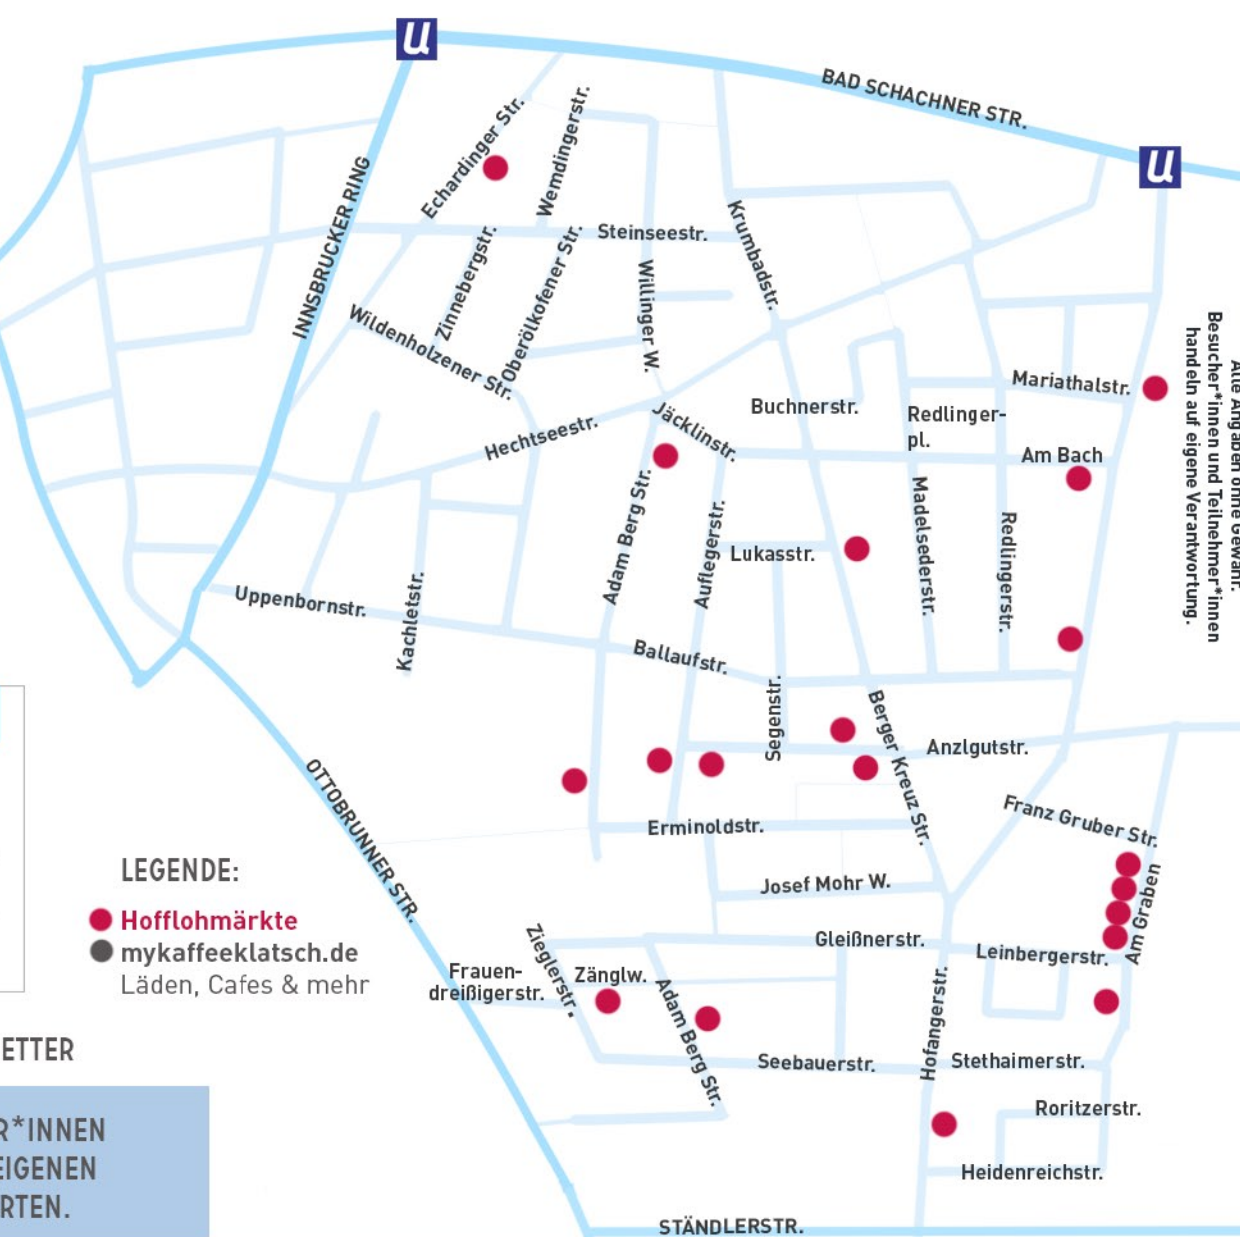 U
BAD SCHACHNER STR.
U
Echardinger Str.
Wemdingerstr.
INNSBRUCKER RING
Steinseestr.
Krumbadstr.
Zinnebergstr.
Oberölkofener Str.
Willinger W.
Wildenholzener Str.
Alle Angaben ohne Gewähr.
Besucher*innen und Teilnehmer*innen
handeln auf eigene Verantwortung.
Mariathalstr.
Buchnerstr.
Redlinger-
pl.
Jäcklinstr.
Hechtseestr.
Am Bach
Adam Berg Str.
Auflegerstr.
Madelsederstr.
Redlingerstr.
Lukasstr.
Uppenbornstr.
Kachletstr.
Ballaufstr.
Segenstr.
Berger Kreuz Str.
Anzlgutstr.
OTTOBRUNNER STR.
Franz Gruber Str.
Erminoldstr.
LEGENDE:
Hofflohmärkte
mykaffeeklatsch.de
Läden, Cafes & mehr
Josef Mohr W.
Am Graben
Zieglerstr.
Gleißnerstr.
Leinbergerstr.
Frauen-
dreißigerstr.
Zänglw.
Adam Berg Str.
Hofangerstr.
ETTER
Seebauerstr.
Stethaimerstr.
Roritzerstr.
R*INNEN
EIGENEN
RTEN.
Heidenreichstr.
STÄNDLERSTR.